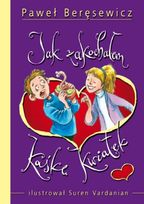 Paweł Beręsewicz
Jak zakochałem
Kaśkę Kwiatek
ilustrował Suren Vardanian